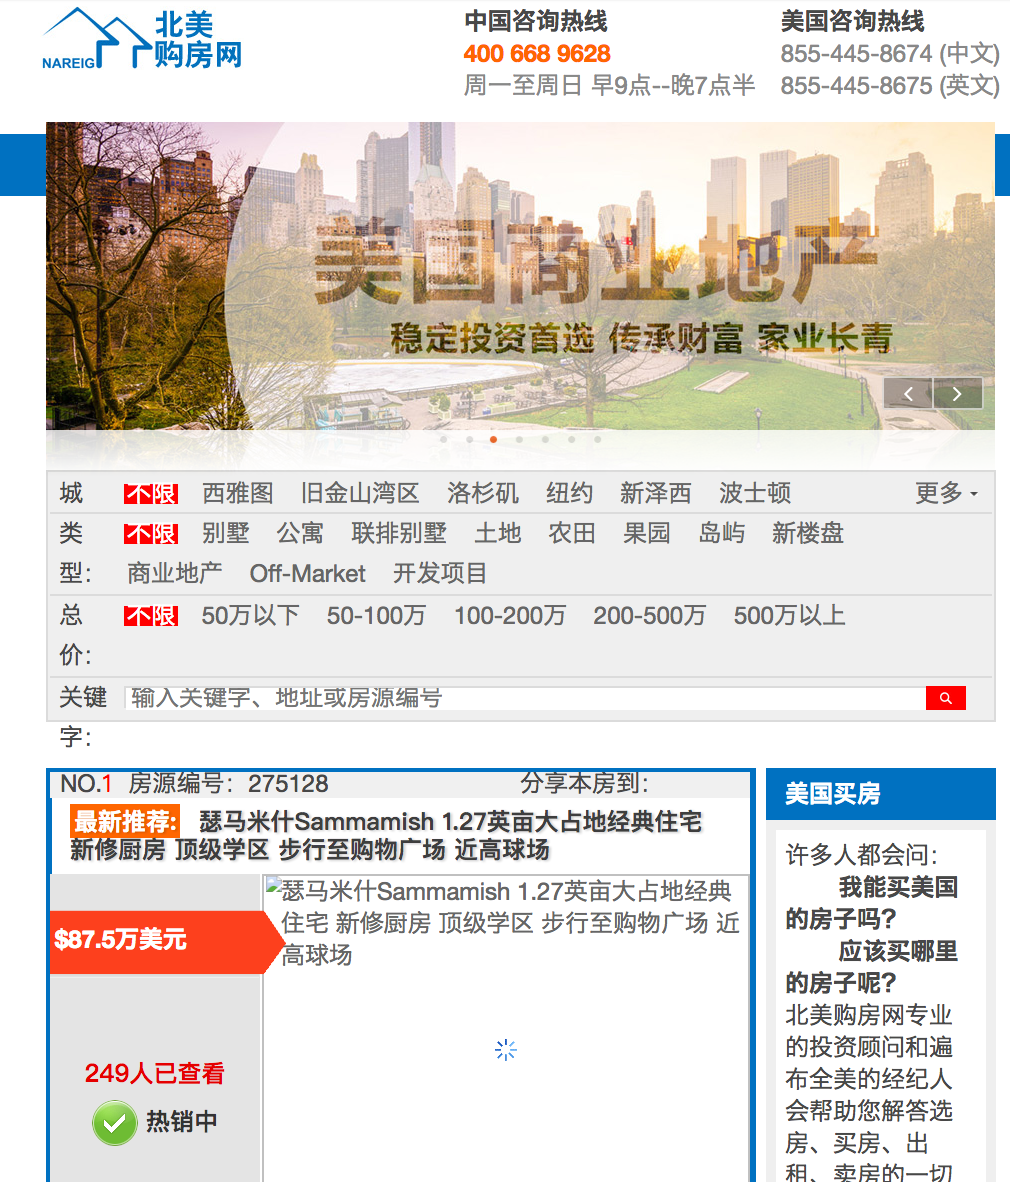 北美
购房网
NAREIG
中国咨询热线
400 668 9628
周一至周日 早9点--晚7点半
美国咨询热线
855-445-8674 (中文)
855-445-8675 (英文)
美国商业地产
稳定投资首选 传承财富 家业长青
城 不限 西雅图 旧金山湾区 洛杉矶 纽约 新泽西 波士顿 更多
类 不限 别墅 公寓 联排别墅 土地 农田 果园 岛屿 新楼盘
型： 商业地产 Off-Market 开发项目
总 不限 50万以下 50-100万 100-200万 200-500万 500万以上
价：
关键 输入关键字、地址或房源编号
字：
NO.1 房源编号：275128 分享本房到：
最新推荐: 瑟马米什Sammamish 1.27英亩大占地经典住宅
新修厨房 顶级学区 步行至购物广场 近高球场
瑟马米什Sammamish 1.27英亩大占地经典
住宅 新修厨房 顶级学区 步行至购物广场 近
高球场
$87.5万美元
249人已查看
热销中
美国买房
许多人都会问：
我能买美国
的房子吗？
应该买哪里
的房子呢？
北美购房网专业
的投资顾问和遍
布全美的经纪人
会帮助您解答选
房、买房、出
租、卖房的一切